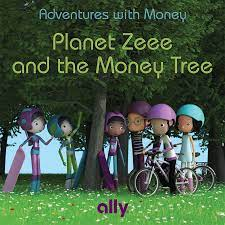 Adventures with Money
Planet Zeee
and the Money Tree
ally